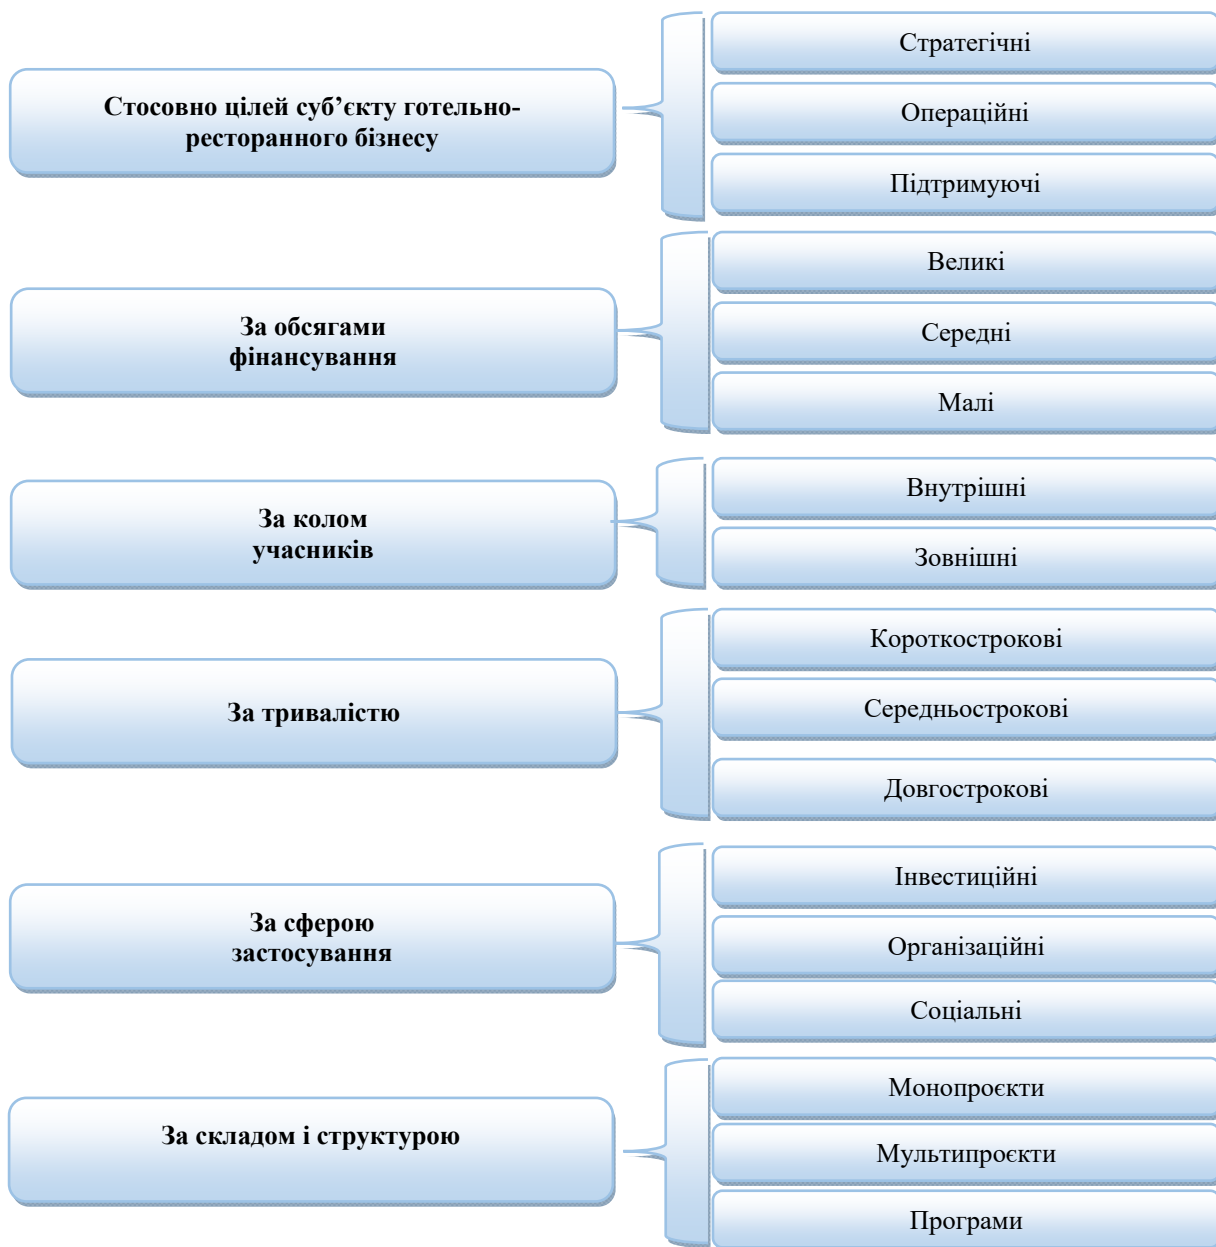 Стосовно цілей суб’єкту готельно-
ресторанного бізнесу
Стратегічні
Операційні
Підтримуючі
За обсягами
фінансування
Великі
Середні
Малі
За колом
учасників
Внутрішні
Зовнішні
За тривалістю
Короткострокові
Середньострокові
Довгострокові
За сферою
застосування
Інвестиційні
Організаційні
Соціальні
За складом і структурою
Монопроєкти
Мультипроєкти
Програми